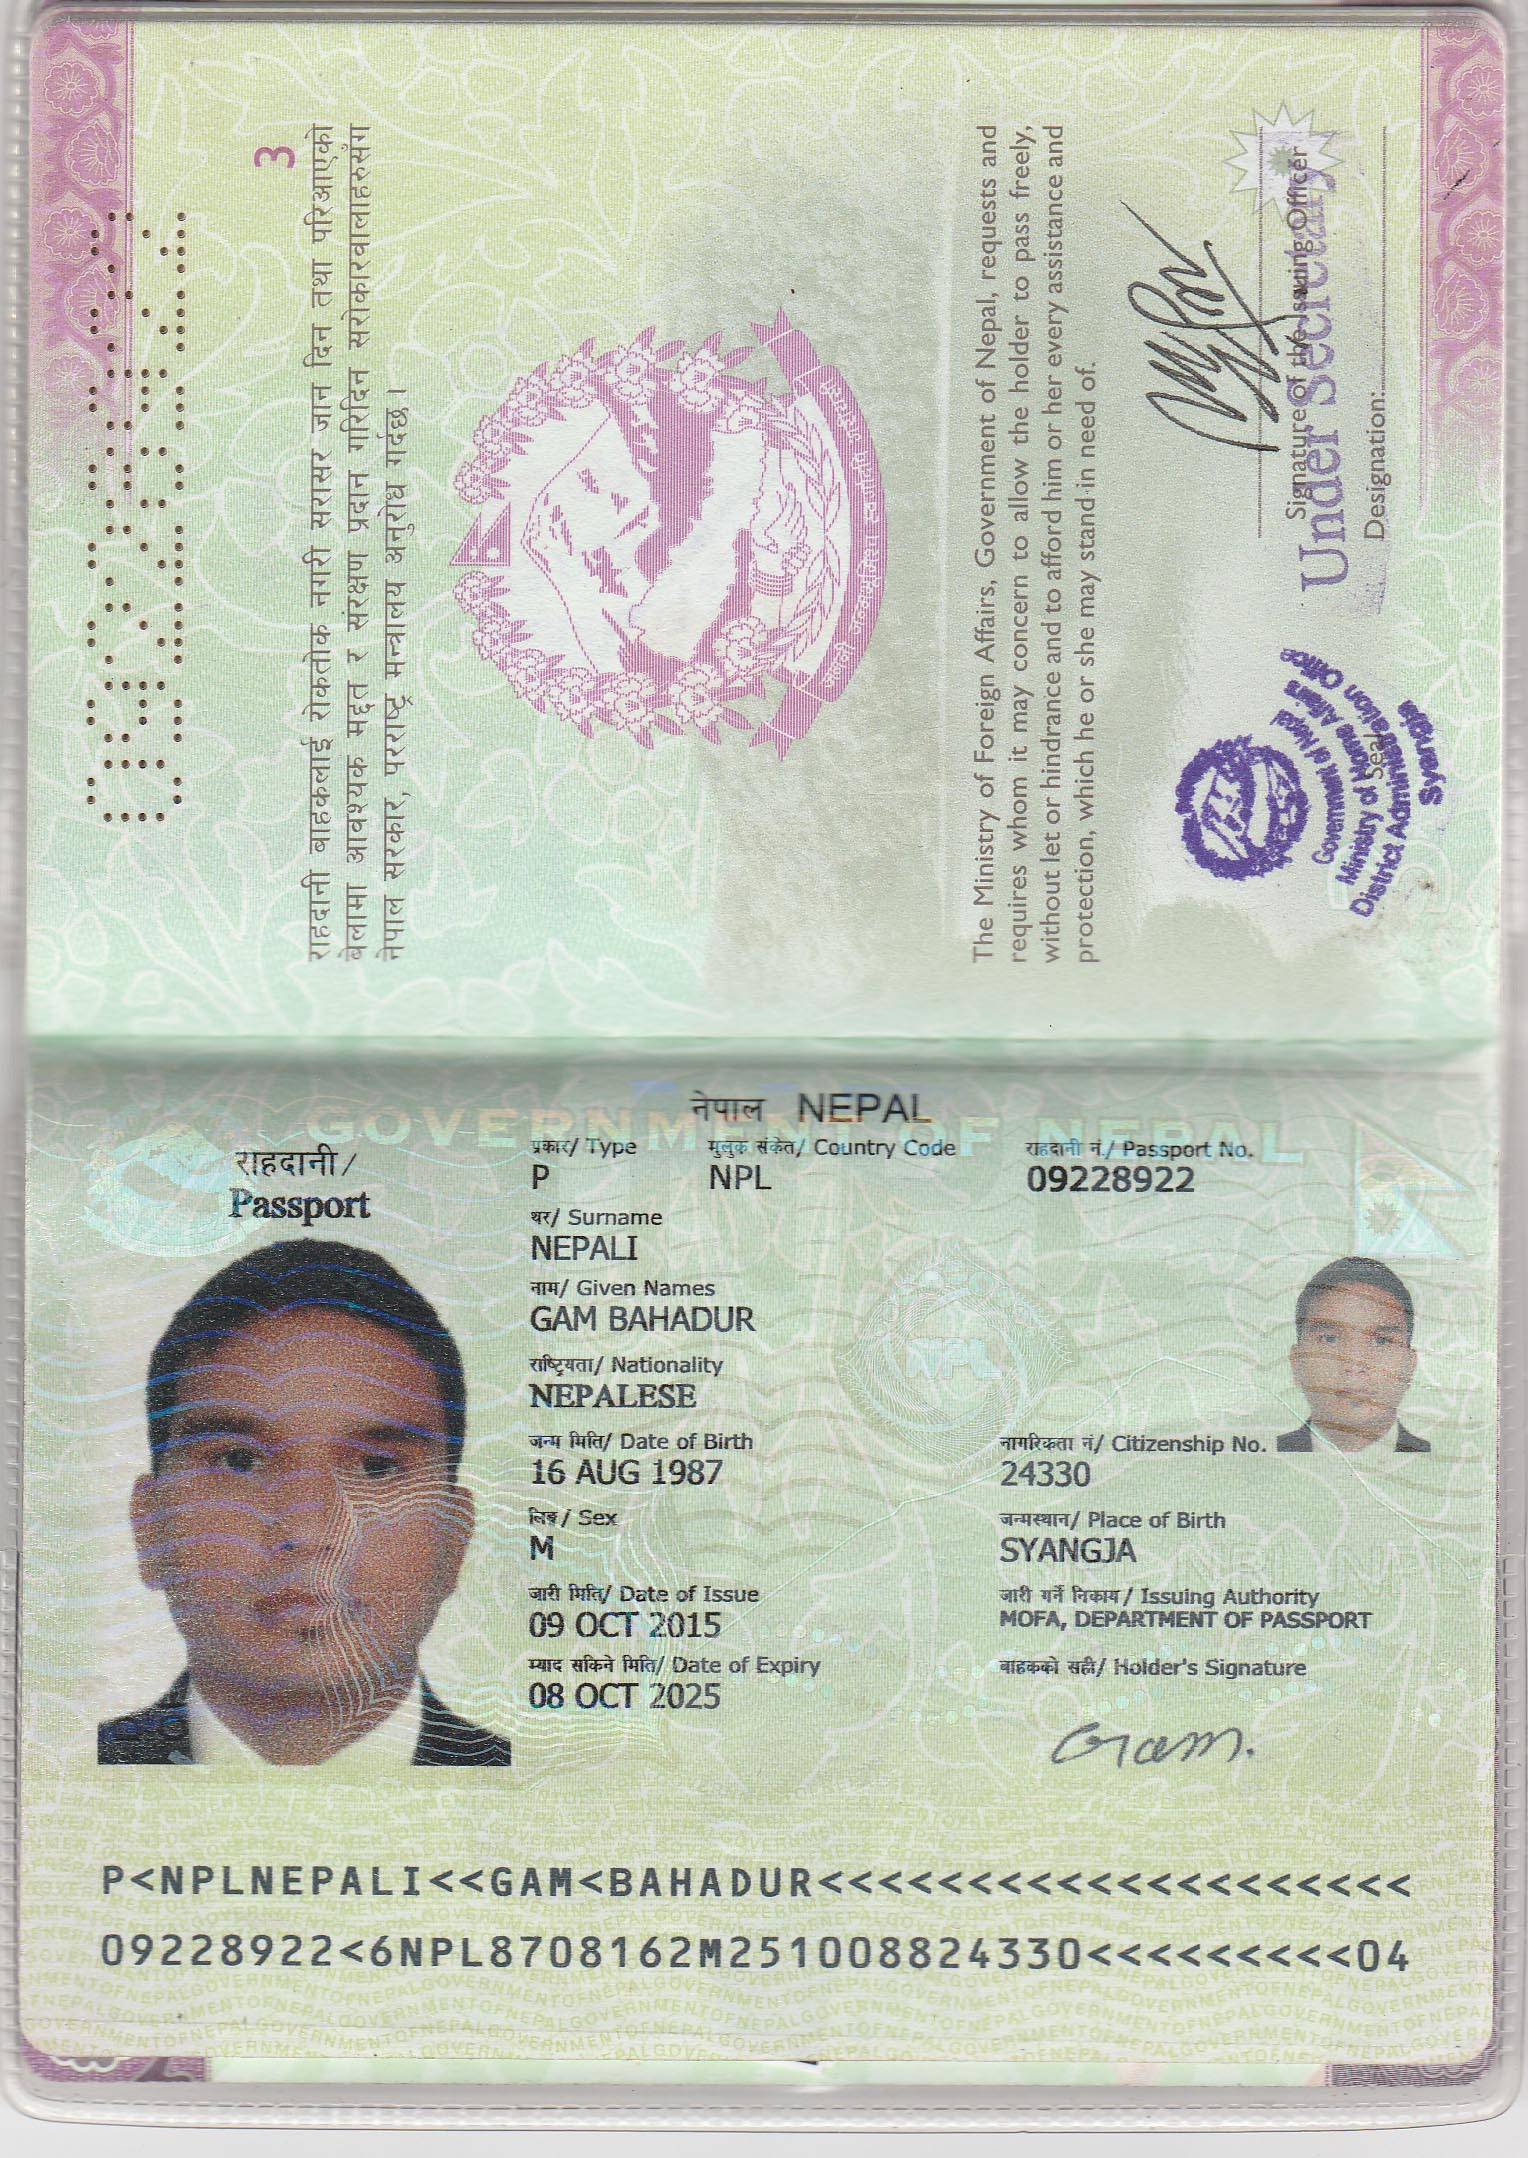 3
राहदानी बाहकलाई रोकतोक नगरी सरासर जान दिन तथा परिआएको
बेलामा आवश्यक मद्दत र संरक्षण प्रदान गरिदिन सरोकारवालाहरुसंग
नेपाल सरकार, परराष्ट्र मन्त्रालय अनुरोध गर्दछ।
The Ministry of Foreign Affairs, Government of Nepal, requests and
requires whom it may concern to allow the holder to pass freely,
without let or hindrance and to afford him or her every assistance and
protection, which he or she may stand in need of.
Signature of the Issuing Officer
Under Secretary
Designation:
Seal
Government of Nepal
Ministry of Home Affairs
District Administration Office
Syangja
GOVERNMENT OF NEPAL
नेपाल NEPAL
राहदानी/
Passport
प्रकार/ Type मुलुक संकेत/ Country Code राहदानी नं./ Passport No.
P NPL 09228922
थर/ Surname
NEPALI
नाम/ Given Names
GAM BAHADUR
राष्ट्रियता/ Nationality
NEPALESE
जन्म मिति/ Date of Birth नागरिकता नं/ Citizenship No.
16 AUG 1987 24330
लिङ्ग/ Sex जन्मस्थान/ Place of Birth
M SYANGJA
जारी मिति/ Date of Issue जारी गर्ने निकाय/ Issuing Authority
09 OCT 2015 MOFA, DEPARTMENT OF PASSPORT
म्याद सकिने मिति/ Date of Expiry बाहकको सही/ Holder's Signature
08 OCT 2025
Gam.
P<NPLNEPALI<<GAM<BAHADUR<<<<<<<<<<<<<<<<<<<<
09228922<6NPL8708162M251008824330<<<<<<<<<04